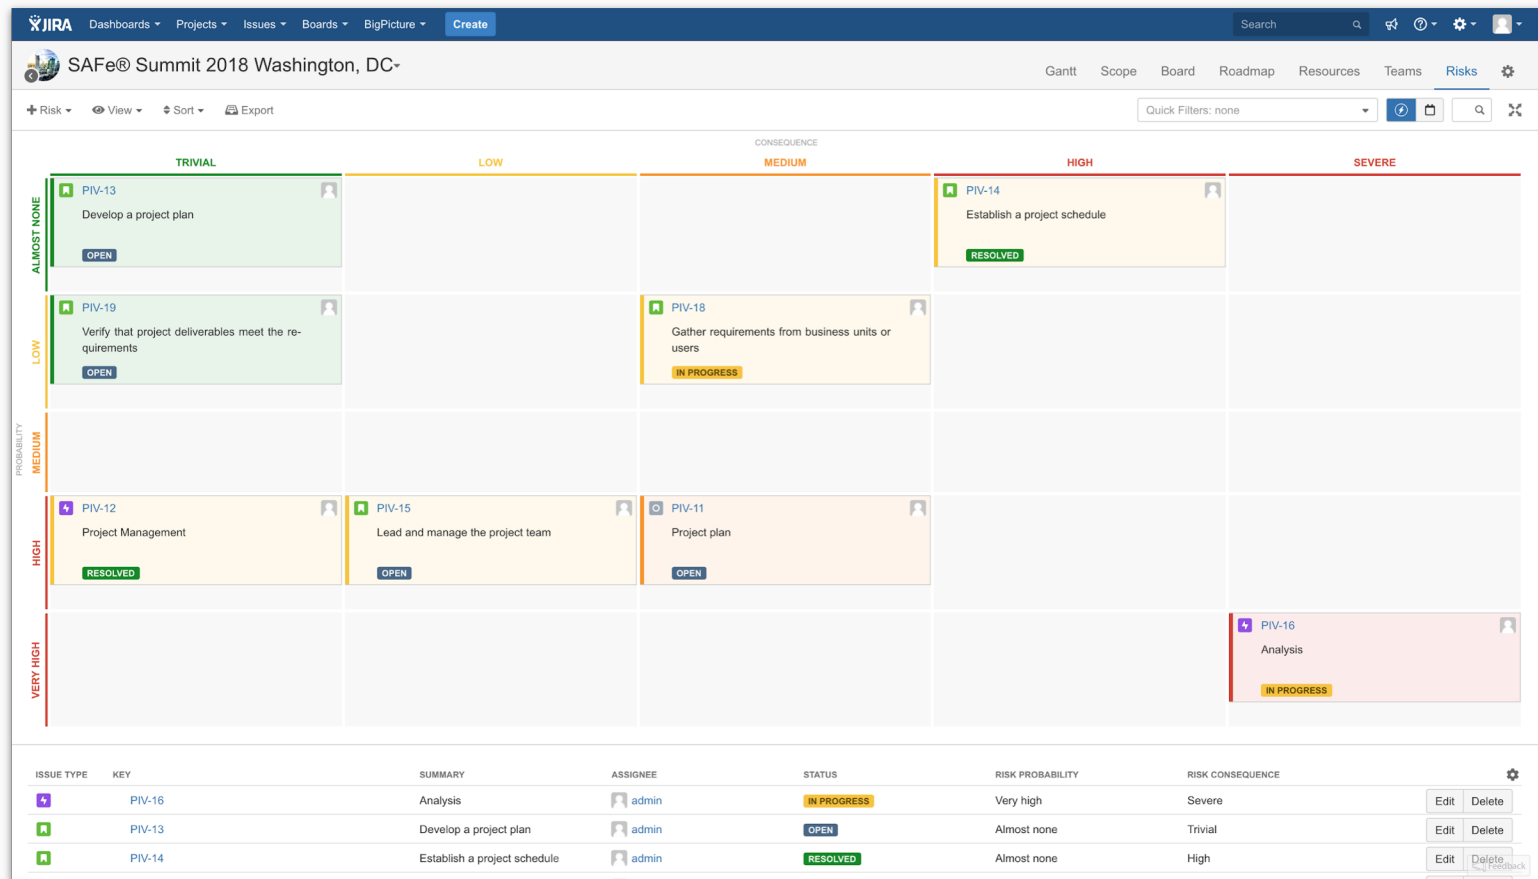 JIRA Dashboards Projects Issues Boards BigPicture Create Search
SAFe® Summit 2018 Washington, DC
Gantt Scope Board Roadmap Resources Teams Risks
Risk View Sort Export Quick Filters: none
CONSEQUENCE
TRIVIAL LOW MEDIUM HIGH SEVERE
PROBABILITY
ALMOST NONE
PIV-13
Develop a project plan
OPEN
PIV-14
Establish a project schedule
RESOLVED
LOW
PIV-19
Verify that project deliverables meet the re-
quirements
OPEN
PIV-18
Gather requirements from business units or
users
IN PROGRESS
MEDIUM
HIGH
PIV-12
Project Management
RESOLVED
PIV-15
Lead and manage the project team
OPEN
PIV-11
Project plan
OPEN
VERY HIGH
PIV-16
Analysis
IN PROGRESS
ISSUE TYPE KEY SUMMARY ASSIGNEE STATUS RISK PROBABILITY RISK CONSEQUENCE
PIV-16 Analysis admin IN PROGRESS Very high Severe Edit Delete
PIV-13 Develop a project plan admin OPEN Almost none Trivial Edit Delete
PIV-14 Establish a project schedule admin RESOLVED Almost none High Edit Delete
Feedback